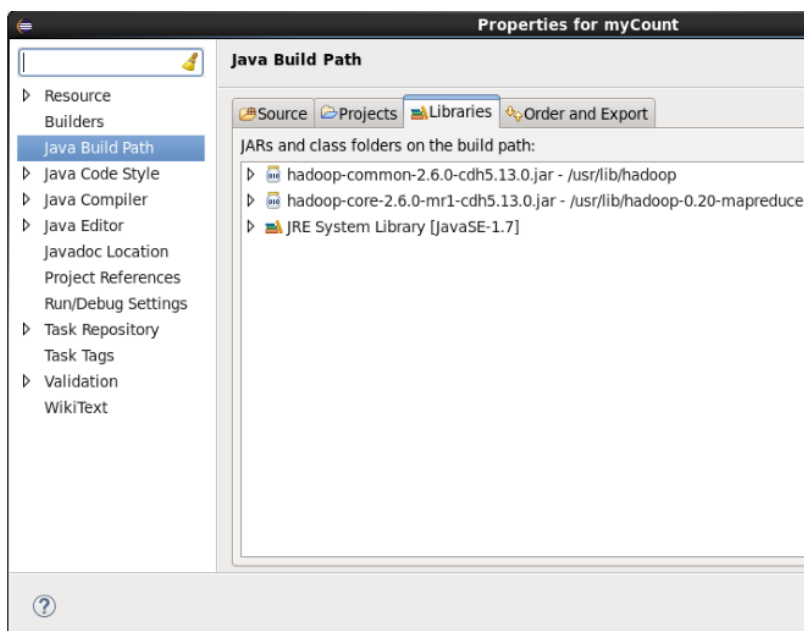 Properties for myCount
Java Build Path
Resource
Builders
Java Build Path
Java Code Style
Java Compiler
Java Editor
Javadoc Location
Project References
Run/Debug Settings
Task Repository
Task Tags
Validation
WikiText
Source Projects Libraries Order and Export
JARs and class folders on the build path:
hadoop-common-2.6.0-cdh5.13.0.jar - /usr/lib/hadoop
hadoop-core-2.6.0-mr1-cdh5.13.0.jar - /usr/lib/hadoop-0.20-mapreduce
JRE System Library [JavaSE-1.7]